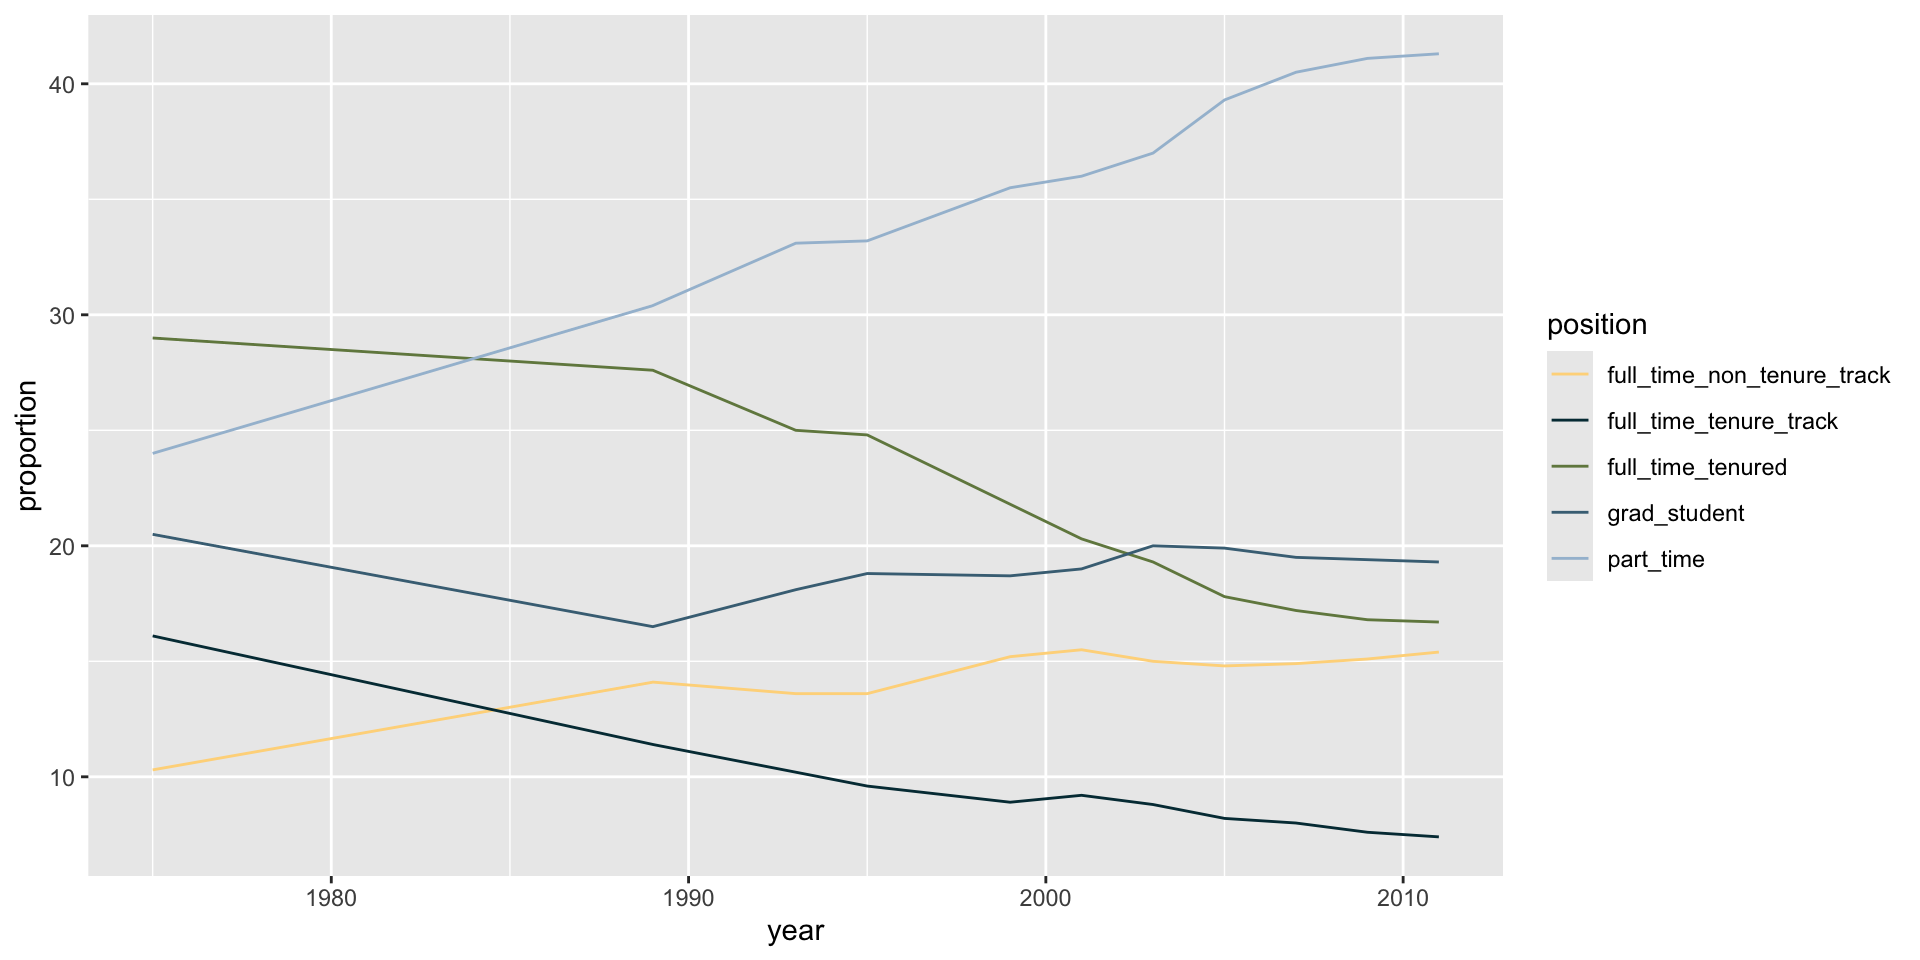 40
30
20
10
proportion
1980
1990
2000
2010
year
position
full_time_non_tenure_track
full_time_tenure_track
full_time_tenured
grad_student
part_time